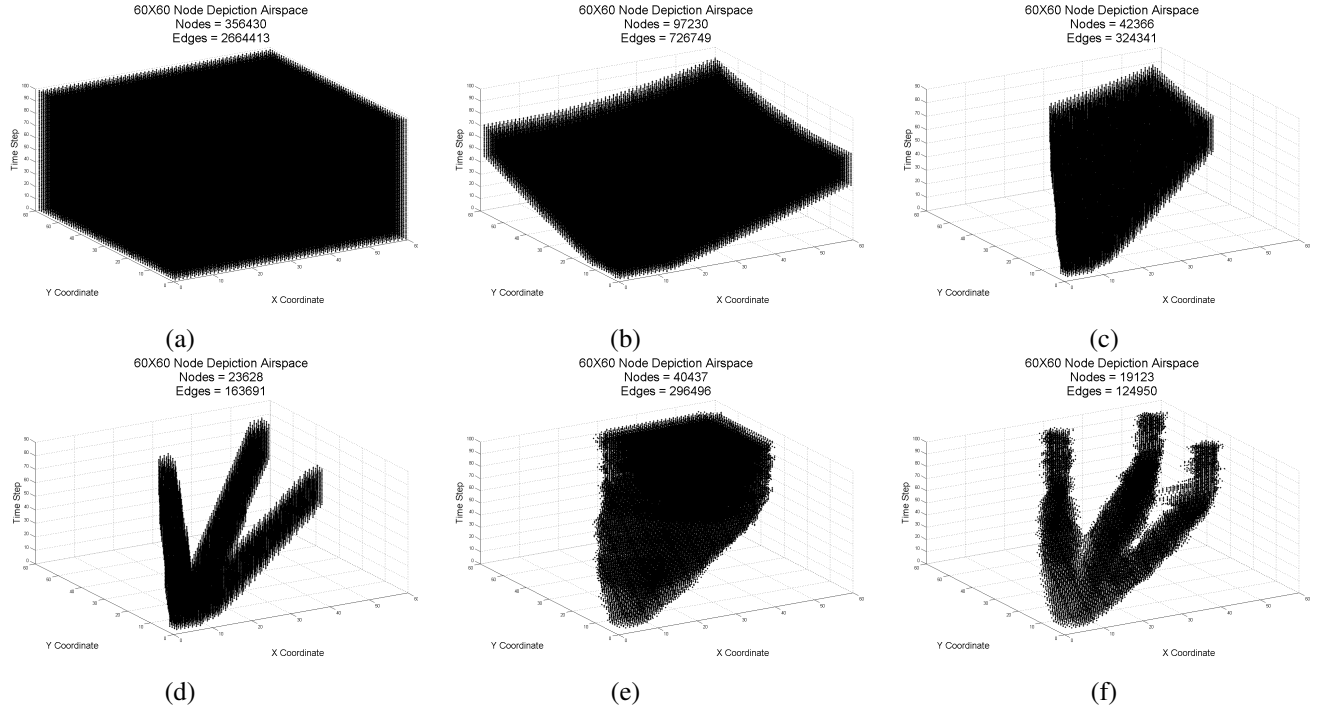 60X60 Node Depiction Airspace
Nodes = 356430
Edges = 2664413
Time Step
Y Coordinate
X Coordinate
(a)
60X60 Node Depiction Airspace
Nodes = 97230
Edges = 726749
Time Step
Y Coordinate
X Coordinate
(b)
60X60 Node Depiction Airspace
Nodes = 42366
Edges = 324341
Time Step
Y Coordinate
X Coordinate
(c)
60X60 Node Depiction Airspace
Nodes = 23628
Edges = 163691
Time Step
Y Coordinate
X Coordinate
(d)
60X60 Node Depiction Airspace
Nodes = 40437
Edges = 296496
Time Step
Y Coordinate
X Coordinate
(e)
60X60 Node Depiction Airspace
Nodes = 19123
Edges = 124950
Time Step
Y Coordinate
X Coordinate
(f)